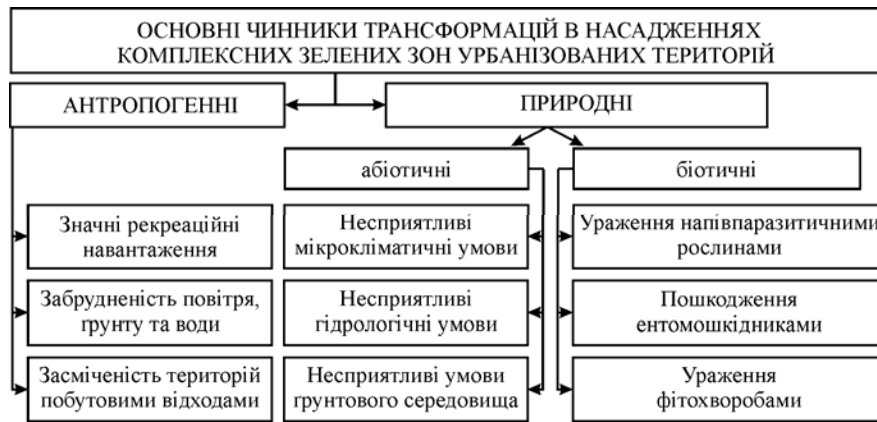 ОСНОВНІ ЧИННИКИ ТРАНСФОРМАЦІЙ В НАСАДЖЕННЯХ
КОМПЛЕКСНИХ ЗЕЛЕНИХ ЗОН УРБАНІЗОВАНИХ ТЕРИТОРІЙ
АНТРОПОГЕННІ
ПРИРОДНІ
абіотичні
біотичні
Значні рекреаційні
навантаження
Несприятливі
мікрокліматичні умови
Ураження напівпаразитичними
рослинами
Забрудненість повітря,
ґрунту та води
Несприятливі
гідрологічні умови
Пошкодження
ентомошкідниками
Засміченість територій
побутовими відходами
Несприятливі умови
ґрунтового середовища
Ураження
фітохворобами